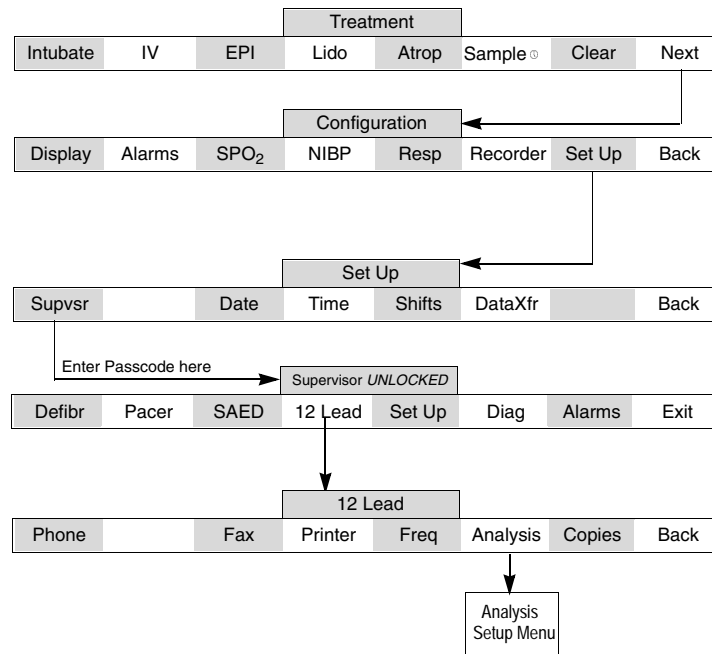 Treatment
Intubate IV EPI Lido Atrop Sample Clear Next
Configuration
Display Alarms SPO₂ NIBP Resp Recorder Set Up Back
Set Up
Supvsr Date Time Shifts DataXfr Back
Enter Passcode here
Supervisor UNLOCKED
Defibr Pacer SAED 12 Lead Set Up Diag Alarms Exit
12 Lead
Phone Fax Printer Freq Analysis Copies Back
Analysis
Setup Menu